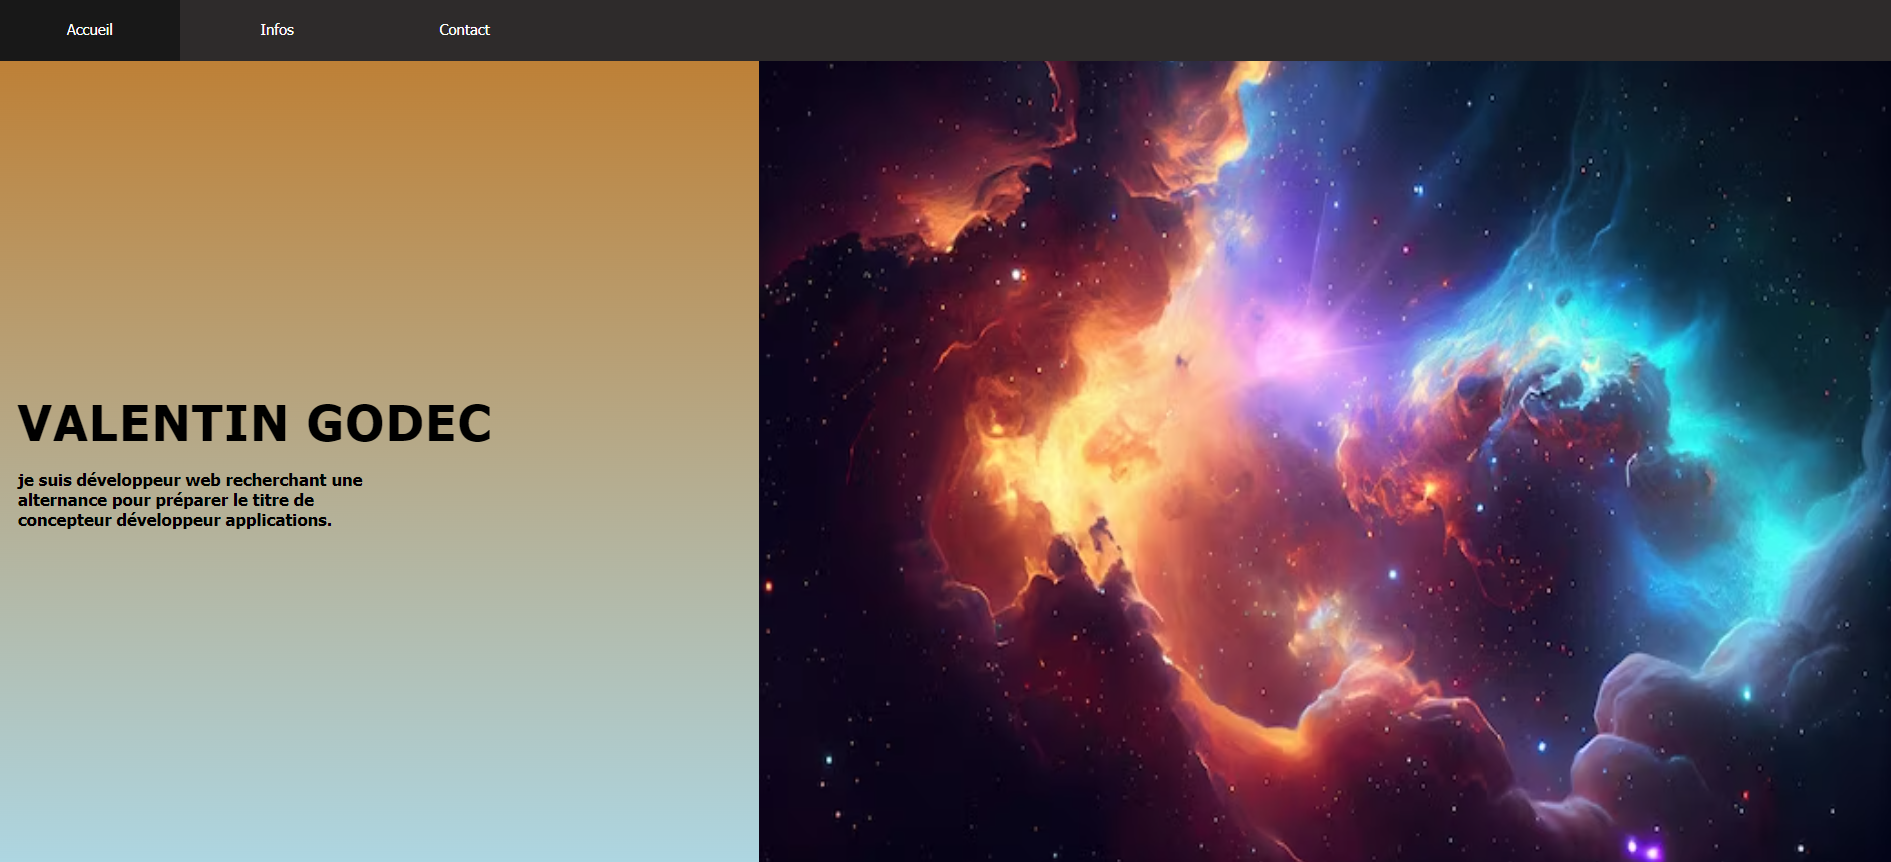 Accueil
Infos
Contact
VALENTIN GODEC
je suis développeur web recherchant une
alternance pour préparer le titre de
concepteur développeur applications.